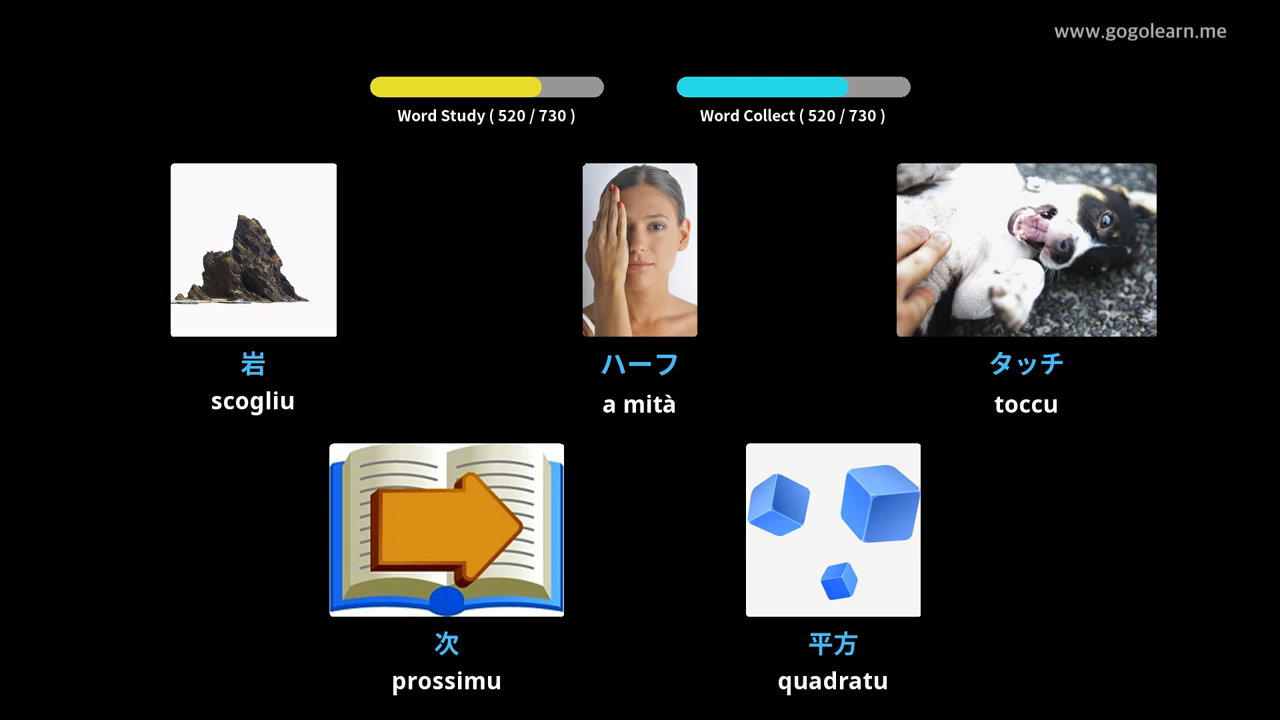 www.gogolearn.me
Word Study ( 520 / 730 )
Word Collect ( 520 / 730 )
岩
scogliu
ハーフ
a mità
タッチ
toccu
次
prossimu
平方
quadratu